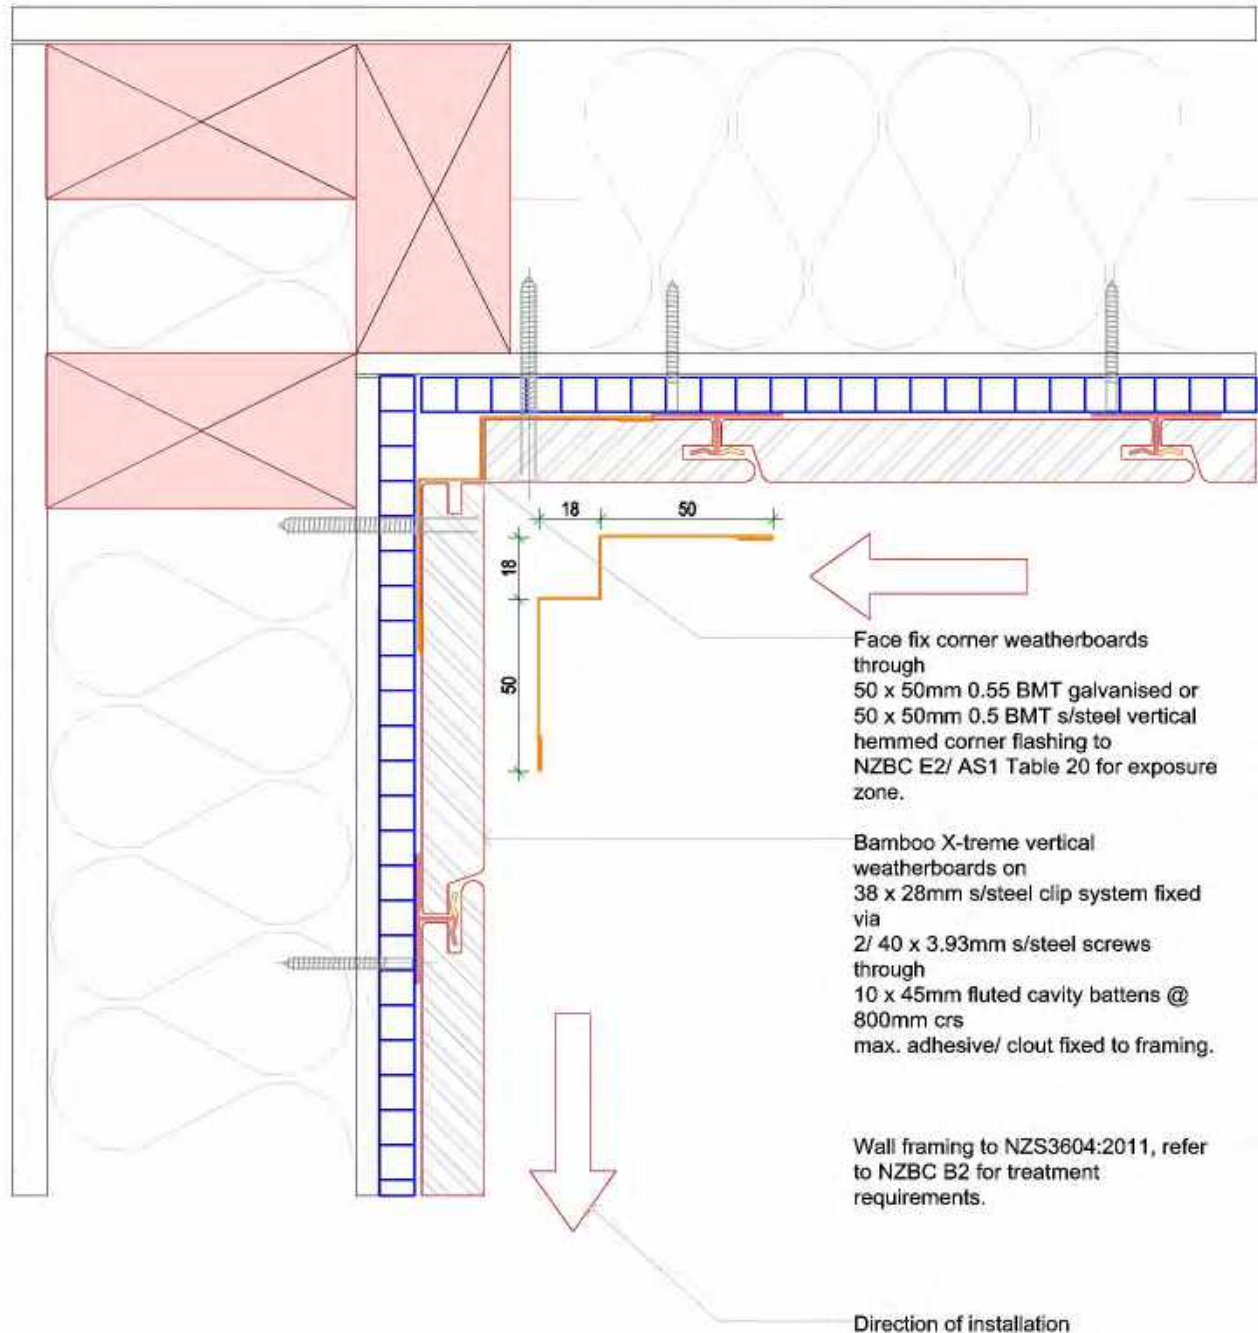 18
50
18
50
Face fix corner weatherboards
through
50 x 50mm 0.55 BMT galvanised or
50 x 50mm 0.5 BMT s/steel vertical
hemmed corner flashing to
NZBC E2/ AS1 Table 20 for exposure
zone.
Bamboo X-treme vertical
weatherboards on
38 x 28mm s/steel clip system fixed
via
2/ 40 x 3.93mm s/steel screws
through
10 x 45mm fluted cavity battens @
800mm crs
max. adhesive/ clout fixed to framing.
Wall framing to NZS3604:2011, refer
to NZBC B2 for treatment
requirements.
Direction of installation